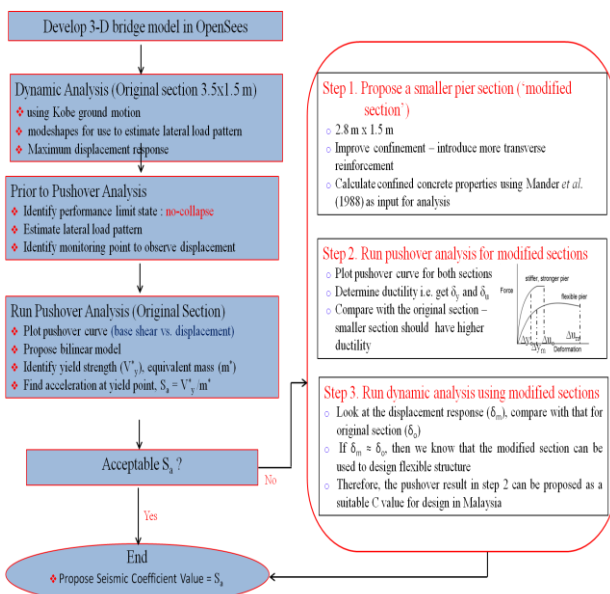 Develop 3-D bridge model in OpenSees
Dynamic Analysis (Original section 3.5x1.5 m)
❖ using Kobe ground motion
❖ modeshapes for use to estimate lateral load pattern
❖ Maximum displacement response
Prior to Pushover Analysis
❖ Identify performance limit state : no-collapse
❖ Estimate lateral load pattern
❖ Identify monitoring point to observe displacement
Run Pushover Analysis (Original Section)
❖ Plot pushover curve (base shear vs. displacement)
❖ Propose bilinear model
❖ Identify yield strength (V*y), equivalent mass (m*)
❖ Find acceleration at yield point, Sa = V*y/m*
Acceptable Sa ?
No
Yes
End
❖ Propose Seismic Coefficient Value = Sa
Step 1. Propose a smaller pier section ('modified
section')
○ 2.8 m x 1.5 m
○ Improve confinement – introduce more transverse
reinforcement
○ Calculate confined concrete properties using Mander et al.
(1988) as input for analysis
Step 2. Run pushover analysis for modified sections
○ Plot pushover curve for both sections
○ Determine ductility i.e. get δy and δu
○ Compare with the original section –
smaller section should have higher
ductility
stiffer, stronger pier
Force
flexible pier
Δym
Deformation
Step 3. Run dynamic analysis using modified sections
○ Look at the displacement response (δm), compare with that for
original section (δo)
○ If δm ≈ δo, then we know that the modified section can be
used to design flexible structure
○ Therefore, the pushover result in step 2 can be proposed as a
suitable C value for design in Malaysia